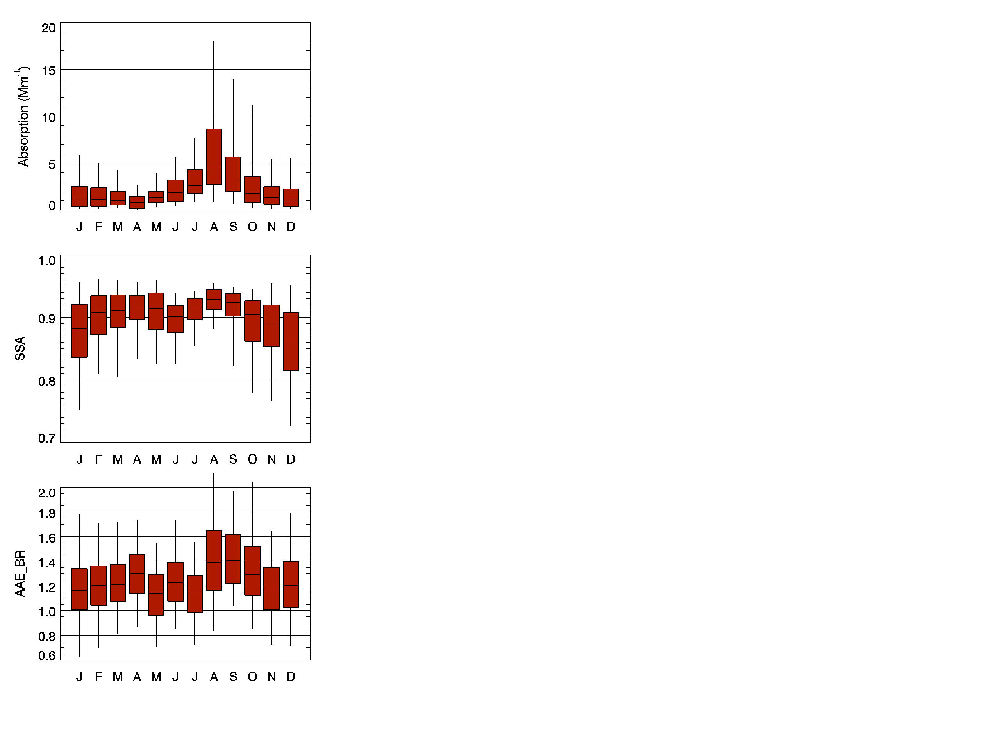 Absorption (Mm-1)
20
15
10
5
0
J F M A M J J A S O N D
SSA
1.0
0.9
0.8
0.7
J F M A M J J A S O N D
AAE_BR
2.0
1.8
1.6
1.4
1.2
1.0
0.8
0.6
J F M A M J J A S O N D